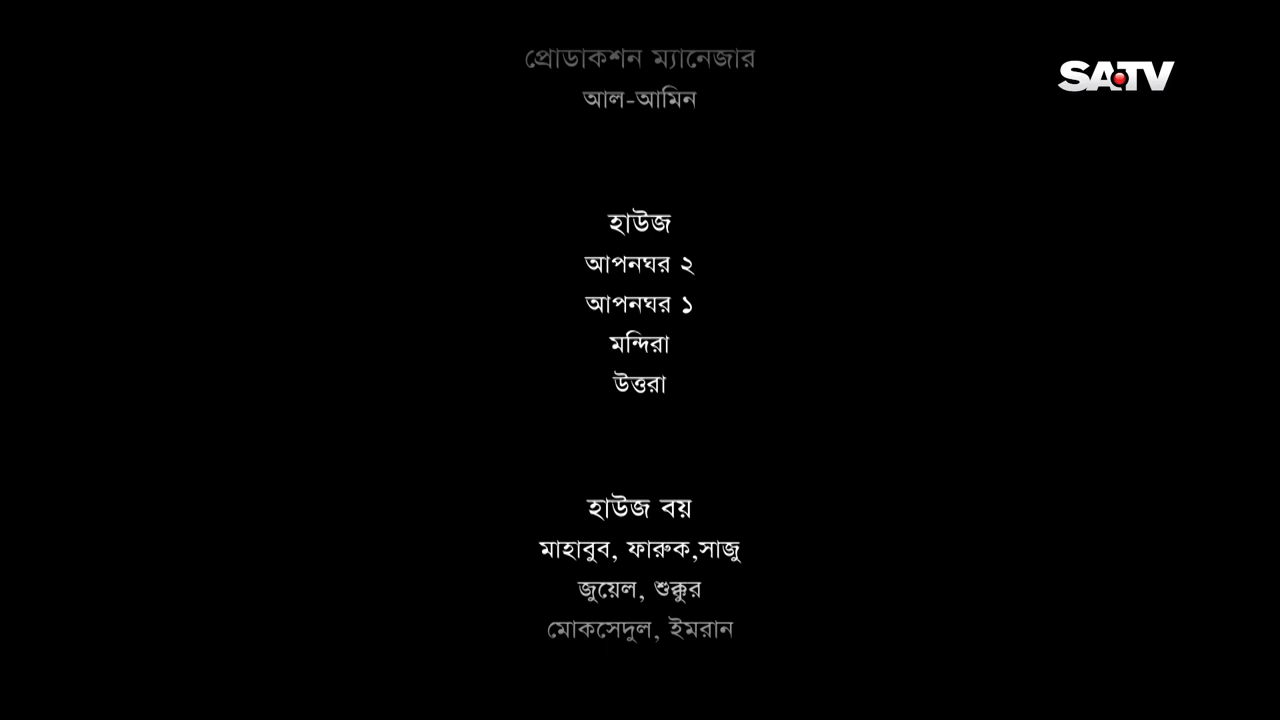 প্রোডাকশন ম্যানেজার
SATV
আল-আমিন
হাউজ
আপনঘর ২
আপনঘর ১
মন্দিরা
উত্তরা
হাউজ বয়
মাহাবুব, ফারুক,সাজু
জুয়েল, শুক্কুর
মোকসেদুল, ইমরান